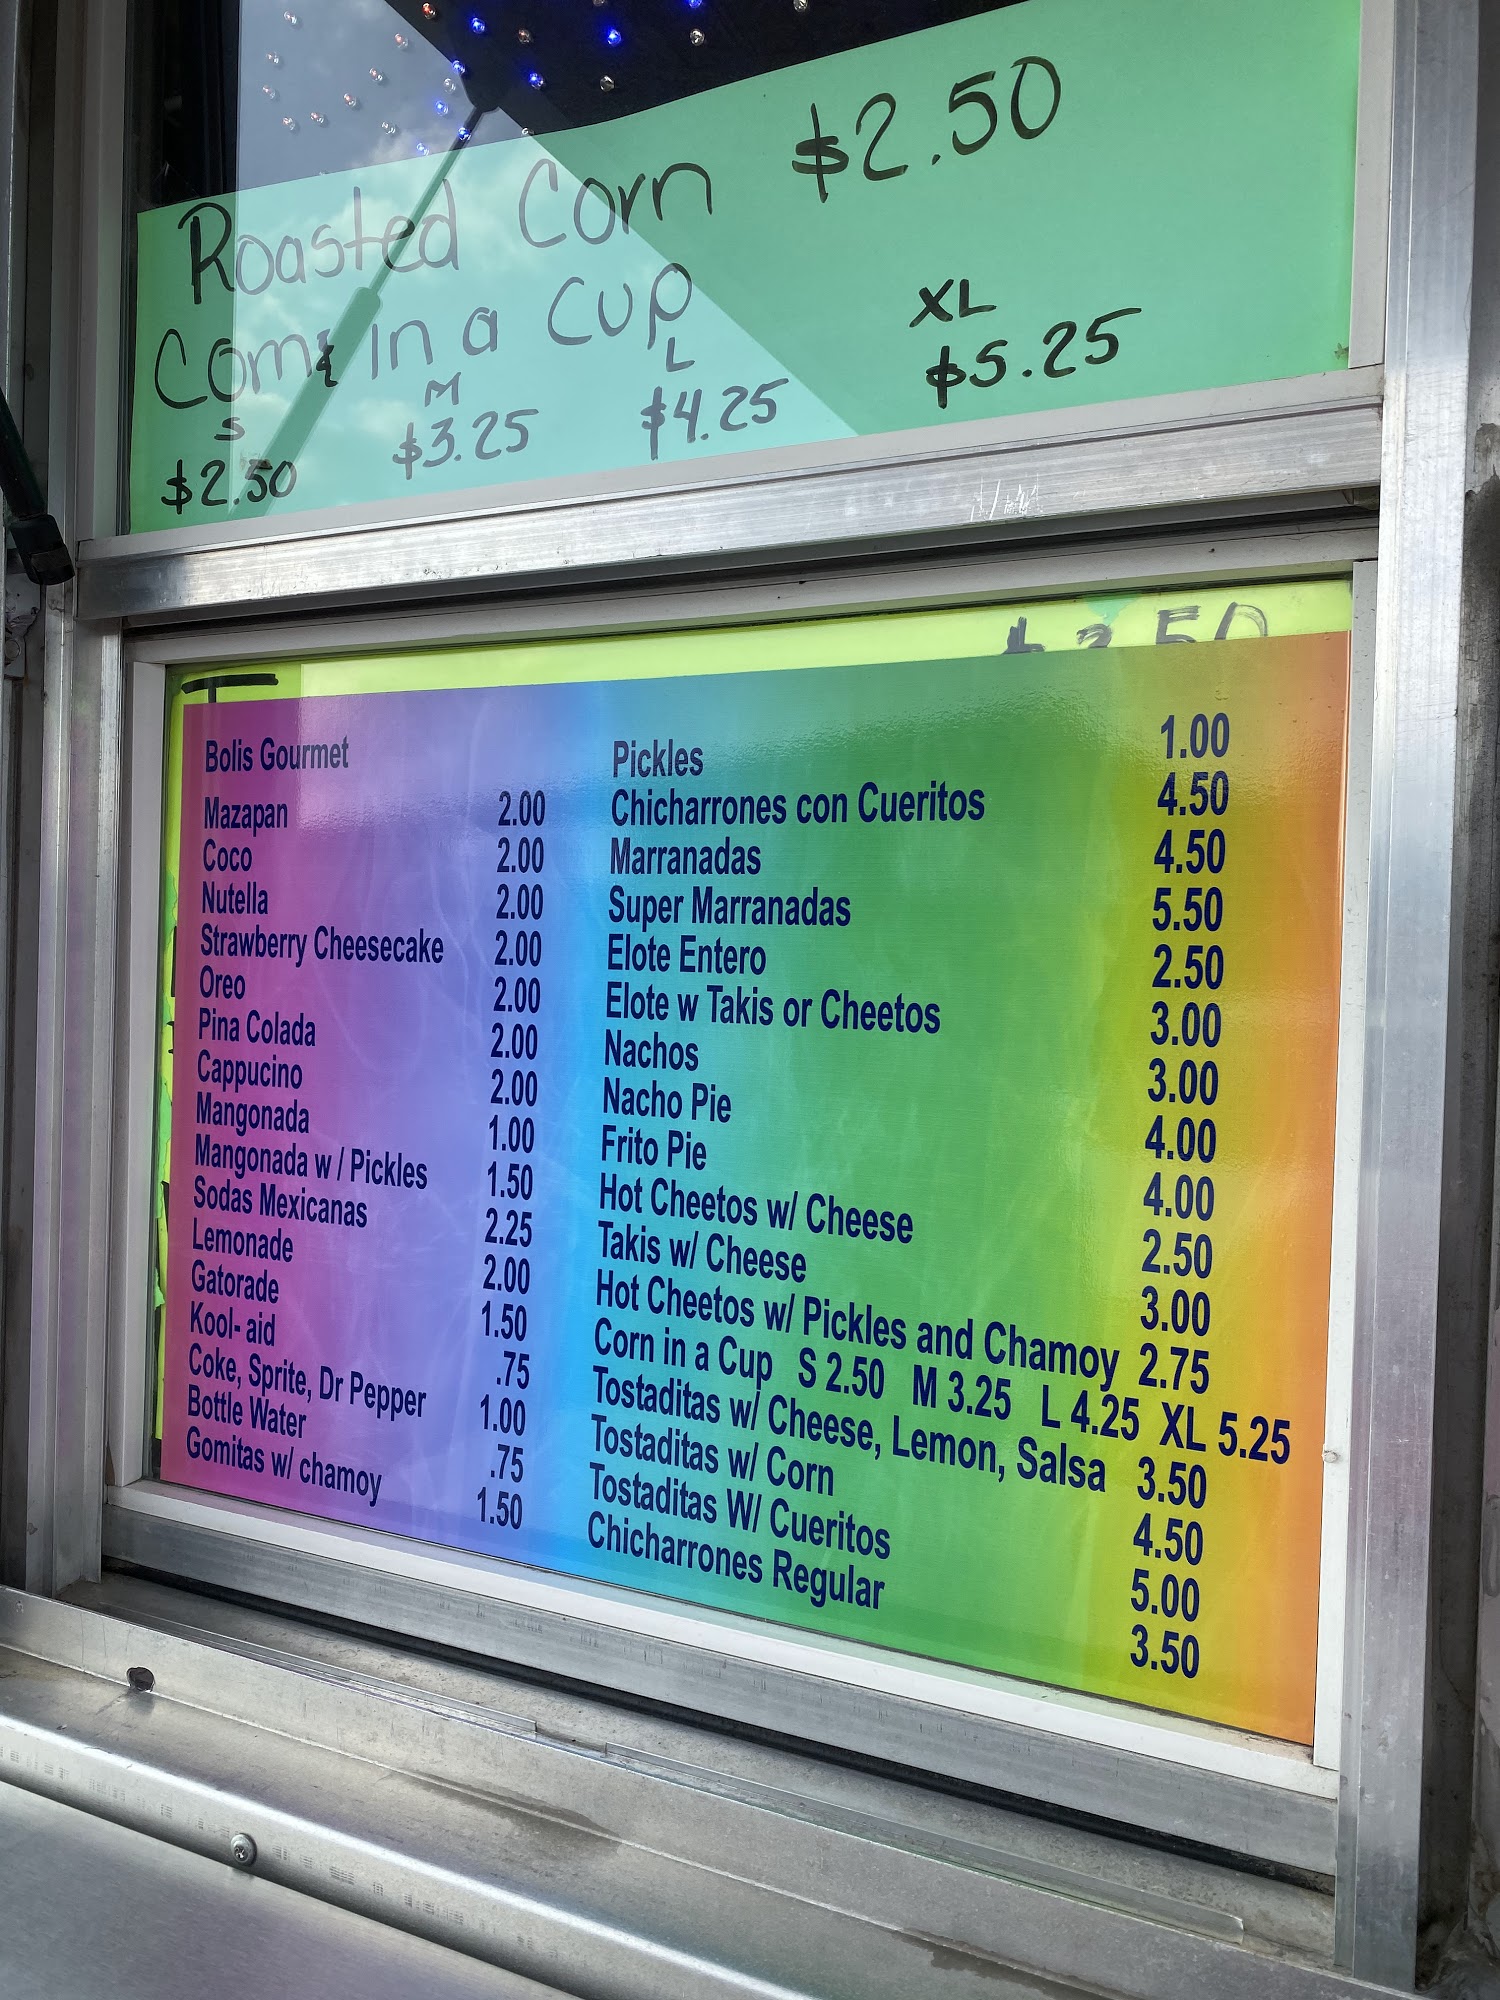 Roasted Corn $2.50
Corn in a Cup
S M L XL
$2.50 $3.25 $4.25 $5.25
Bolis Gourmet
Mazapan 2.00
Coco 2.00
Nutella 2.00
Strawberry Cheesecake 2.00
Oreo 2.00
Pina Colada 2.00
Cappucino 2.00
Mangonada 1.00
Mangonada w / Pickles 1.50
Sodas Mexicanas 2.25
Lemonade 2.00
Gatorade 1.50
Kool- aid .75
Coke, Sprite, Dr Pepper 1.00
Bottle Water .75
Gomitas w/ chamoy 1.50
Pickles 1.00
Chicharrones con Cueritos 4.50
Marranadas 4.50
Super Marranadas 5.50
Elote Entero 2.50
Elote w Takis or Cheetos 3.00
Nachos 3.00
Nacho Pie 4.00
Frito Pie 4.00
Hot Cheetos w/ Cheese 2.50
Takis w/ Cheese 3.00
Hot Cheetos w/ Pickles and Chamoy 2.75
Corn in a Cup S 2.50 M 3.25 L 4.25 XL 5.25
Tostaditas w/ Cheese, Lemon, Salsa 3.50
Tostaditas w/ Corn 4.50
Tostaditas W/ Cueritos 5.00
Chicharrones Regular 3.50